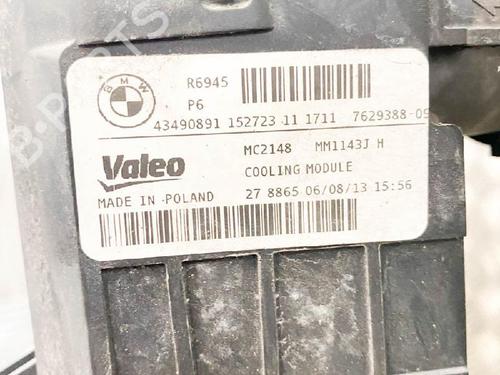 BMW
R6945
P6
43490891 152723 11 1711 7629388-05
Valeo
MC2148 MM1143J H
COOLING MODULE
MADE IN POLAND
27 8865 06/08/13 15:56
B-PARTS